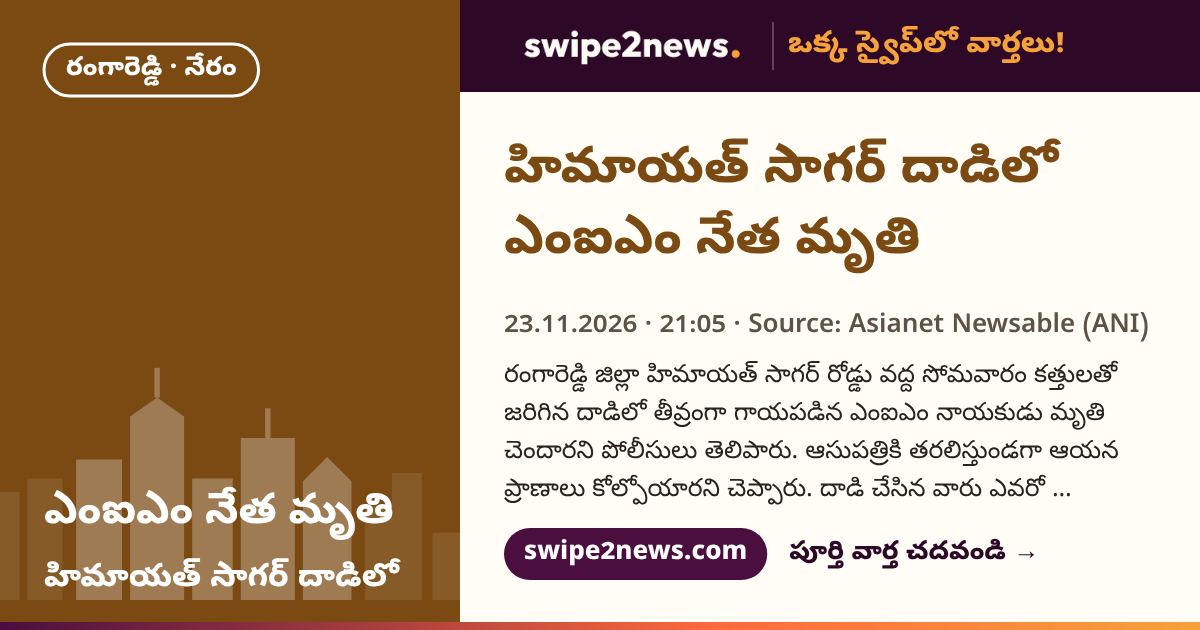 రంగారెడ్డి · నేరం
ఎంఐఎం నేత మృతి
హిమాయత్ సాగర్ దాడిలో
swipe2news. ఒక్క స్వైప్‌లో వార్తలు!
హిమాయత్ సాగర్ దాడిలో
ఎంఐఎం నేత మృతి
23.11.2026 · 21:05 · Source: Asianet Newsable (ANI)
రంగారెడ్డి జిల్లా హిమాయత్ సాగర్ రోడ్డు వద్ద సోమవారం కత్తులతో
జరిగిన దాడిలో తీవ్రంగా గాయపడిన ఎంఐఎం నాయకుడు మృతి
చెందారని పోలీసులు తెలిపారు. ఆసుపత్రికి తరలిస్తుండగా ఆయన
ప్రాణాలు కోల్పోయారని చెప్పారు. దాడి చేసిన వారు ఎవరో ...
swipe2news.com పూర్తి వార్త చదవండి →